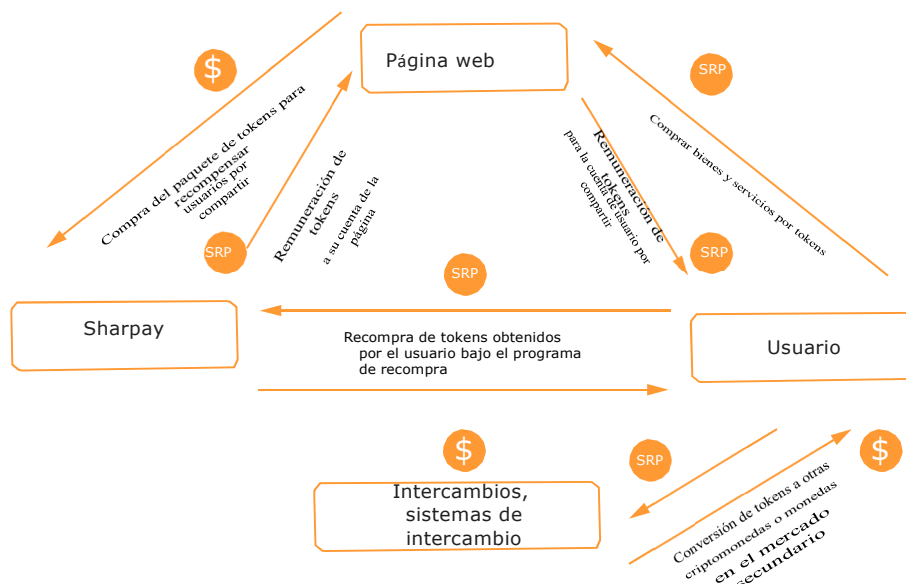 Página web
$
SRP
Compra del paquete de tokens para
recompensar
usuarios por
compartir
Remuneración de
tokens
a su cuenta de la
página
SRP
Remuneración de
tokens
para la cuenta de usuario por
compartir
SRP
Comprar bienes y servicios por tokens
SRP
Sharpay
Recompra de tokens obtenidos
por el usuario bajo el programa
de recompra
Usuario
$
SRP
$
Intercambios,
sistemas de
intercambio
Conversión de tokens a otras
criptomonedas o monedas
en el mercado
secundario